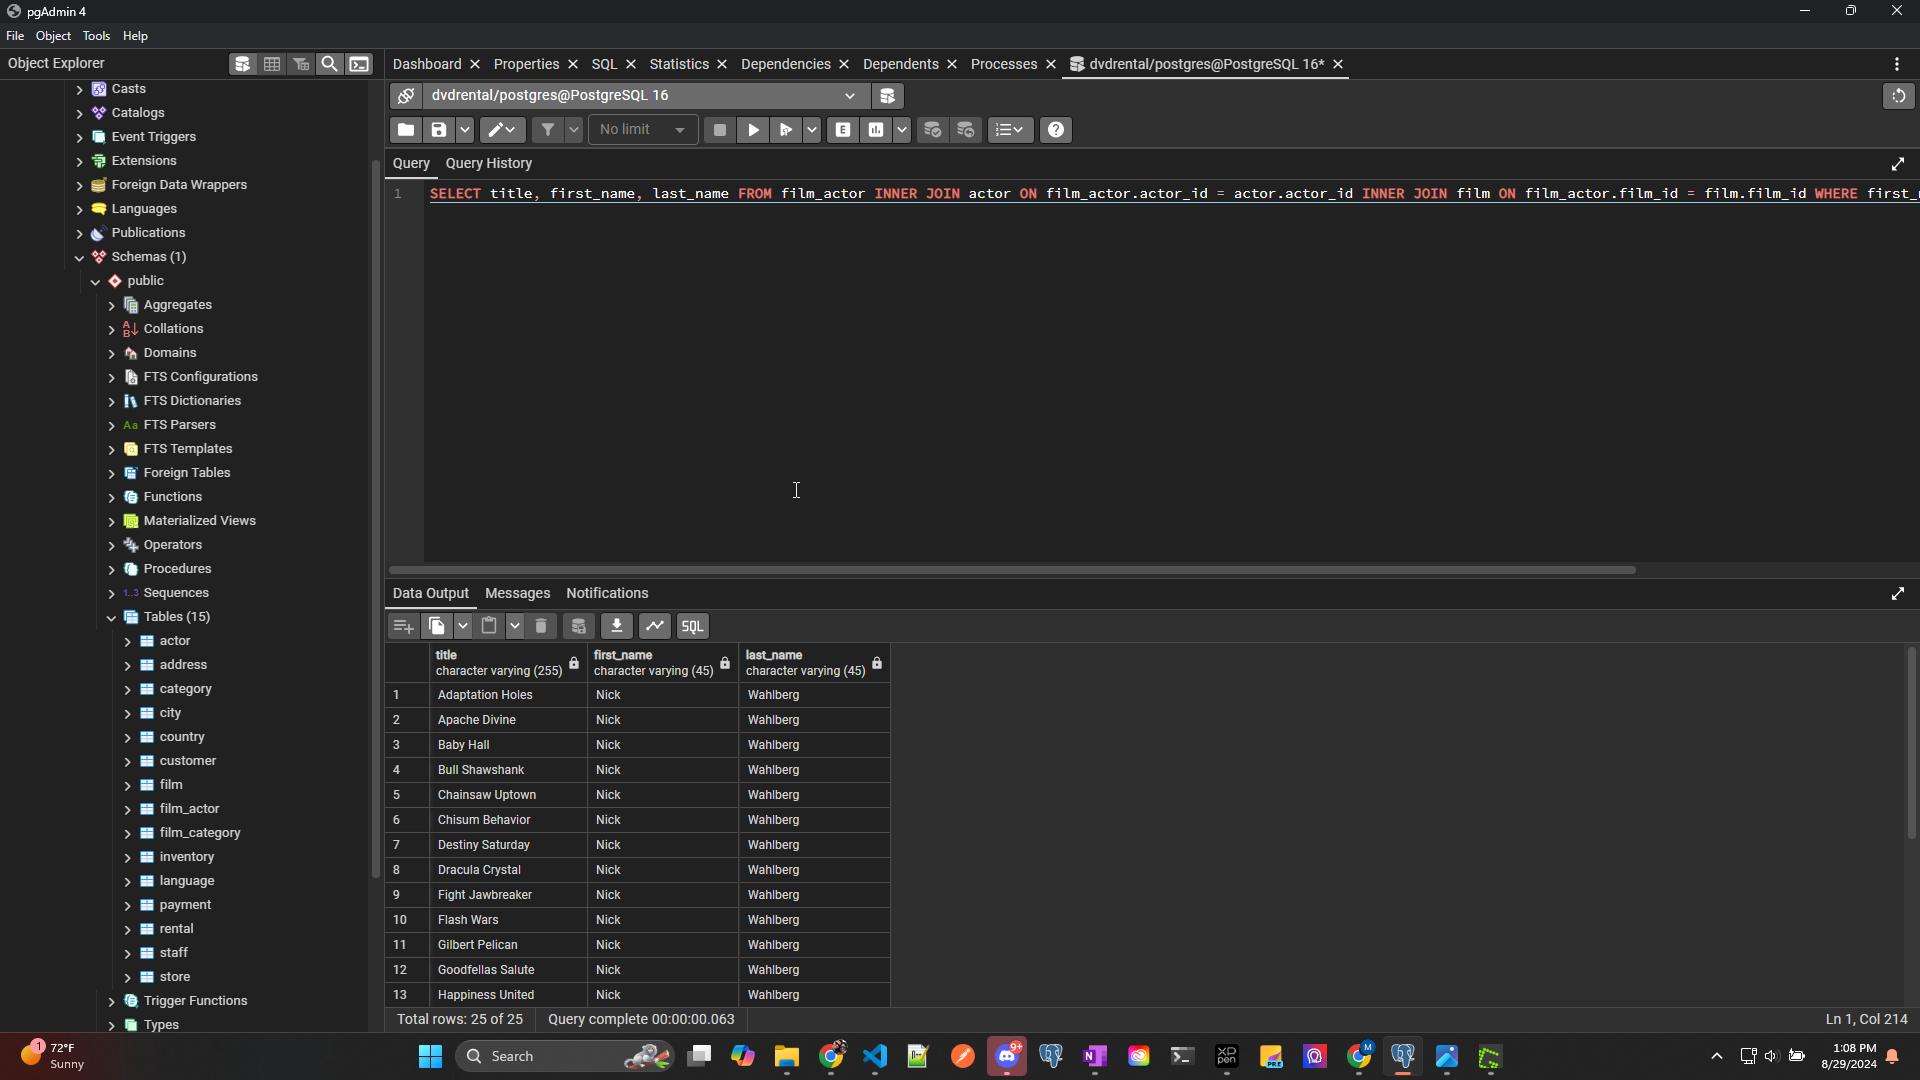 pgAdmin 4
File Object Tools Help
Object Explorer
Dashboard Properties SQL Statistics Dependencies Dependents Processes dvdrental/postgres@PostgreSQL 16*
Casts
Catalogs
Event Triggers
Extensions
Foreign Data Wrappers
Languages
Publications
Schemas (1)
public
Aggregates
Collations
Domains
FTS Configurations
FTS Dictionaries
Aa FTS Parsers
FTS Templates
Foreign Tables
Functions
Materialized Views
Operators
Procedures
1..3 Sequences
Tables (15)
actor
address
category
city
country
customer
film
film_actor
film_category
inventory
language
payment
rental
staff
store
Trigger Functions
Types
dvdrental/postgres@PostgreSQL 16
No limit
E
Query Query History
1 SELECT title, first_name, last_name FROM film_actor INNER JOIN actor ON film_actor.actor_id = actor.actor_id INNER JOIN film ON film_actor.film_id = film.film_id WHERE first_
Data Output Messages Notifications
SQL
title first_name last_name
character varying (255) character varying (45) character varying (45)
1 Adaptation Holes Nick Wahlberg
2 Apache Divine Nick Wahlberg
3 Baby Hall Nick Wahlberg
4 Bull Shawshank Nick Wahlberg
5 Chainsaw Uptown Nick Wahlberg
6 Chisum Behavior Nick Wahlberg
7 Destiny Saturday Nick Wahlberg
8 Dracula Crystal Nick Wahlberg
9 Fight Jawbreaker Nick Wahlberg
10 Flash Wars Nick Wahlberg
11 Gilbert Pelican Nick Wahlberg
12 Goodfellas Salute Nick Wahlberg
13 Happiness United Nick Wahlberg
Total rows: 25 of 25 Query complete 00:00:00.063 Ln 1, Col 214
1 72°F
Sunny
Search
9+
N
XP
pen
PRE
M
1:08 PM
8/29/2024